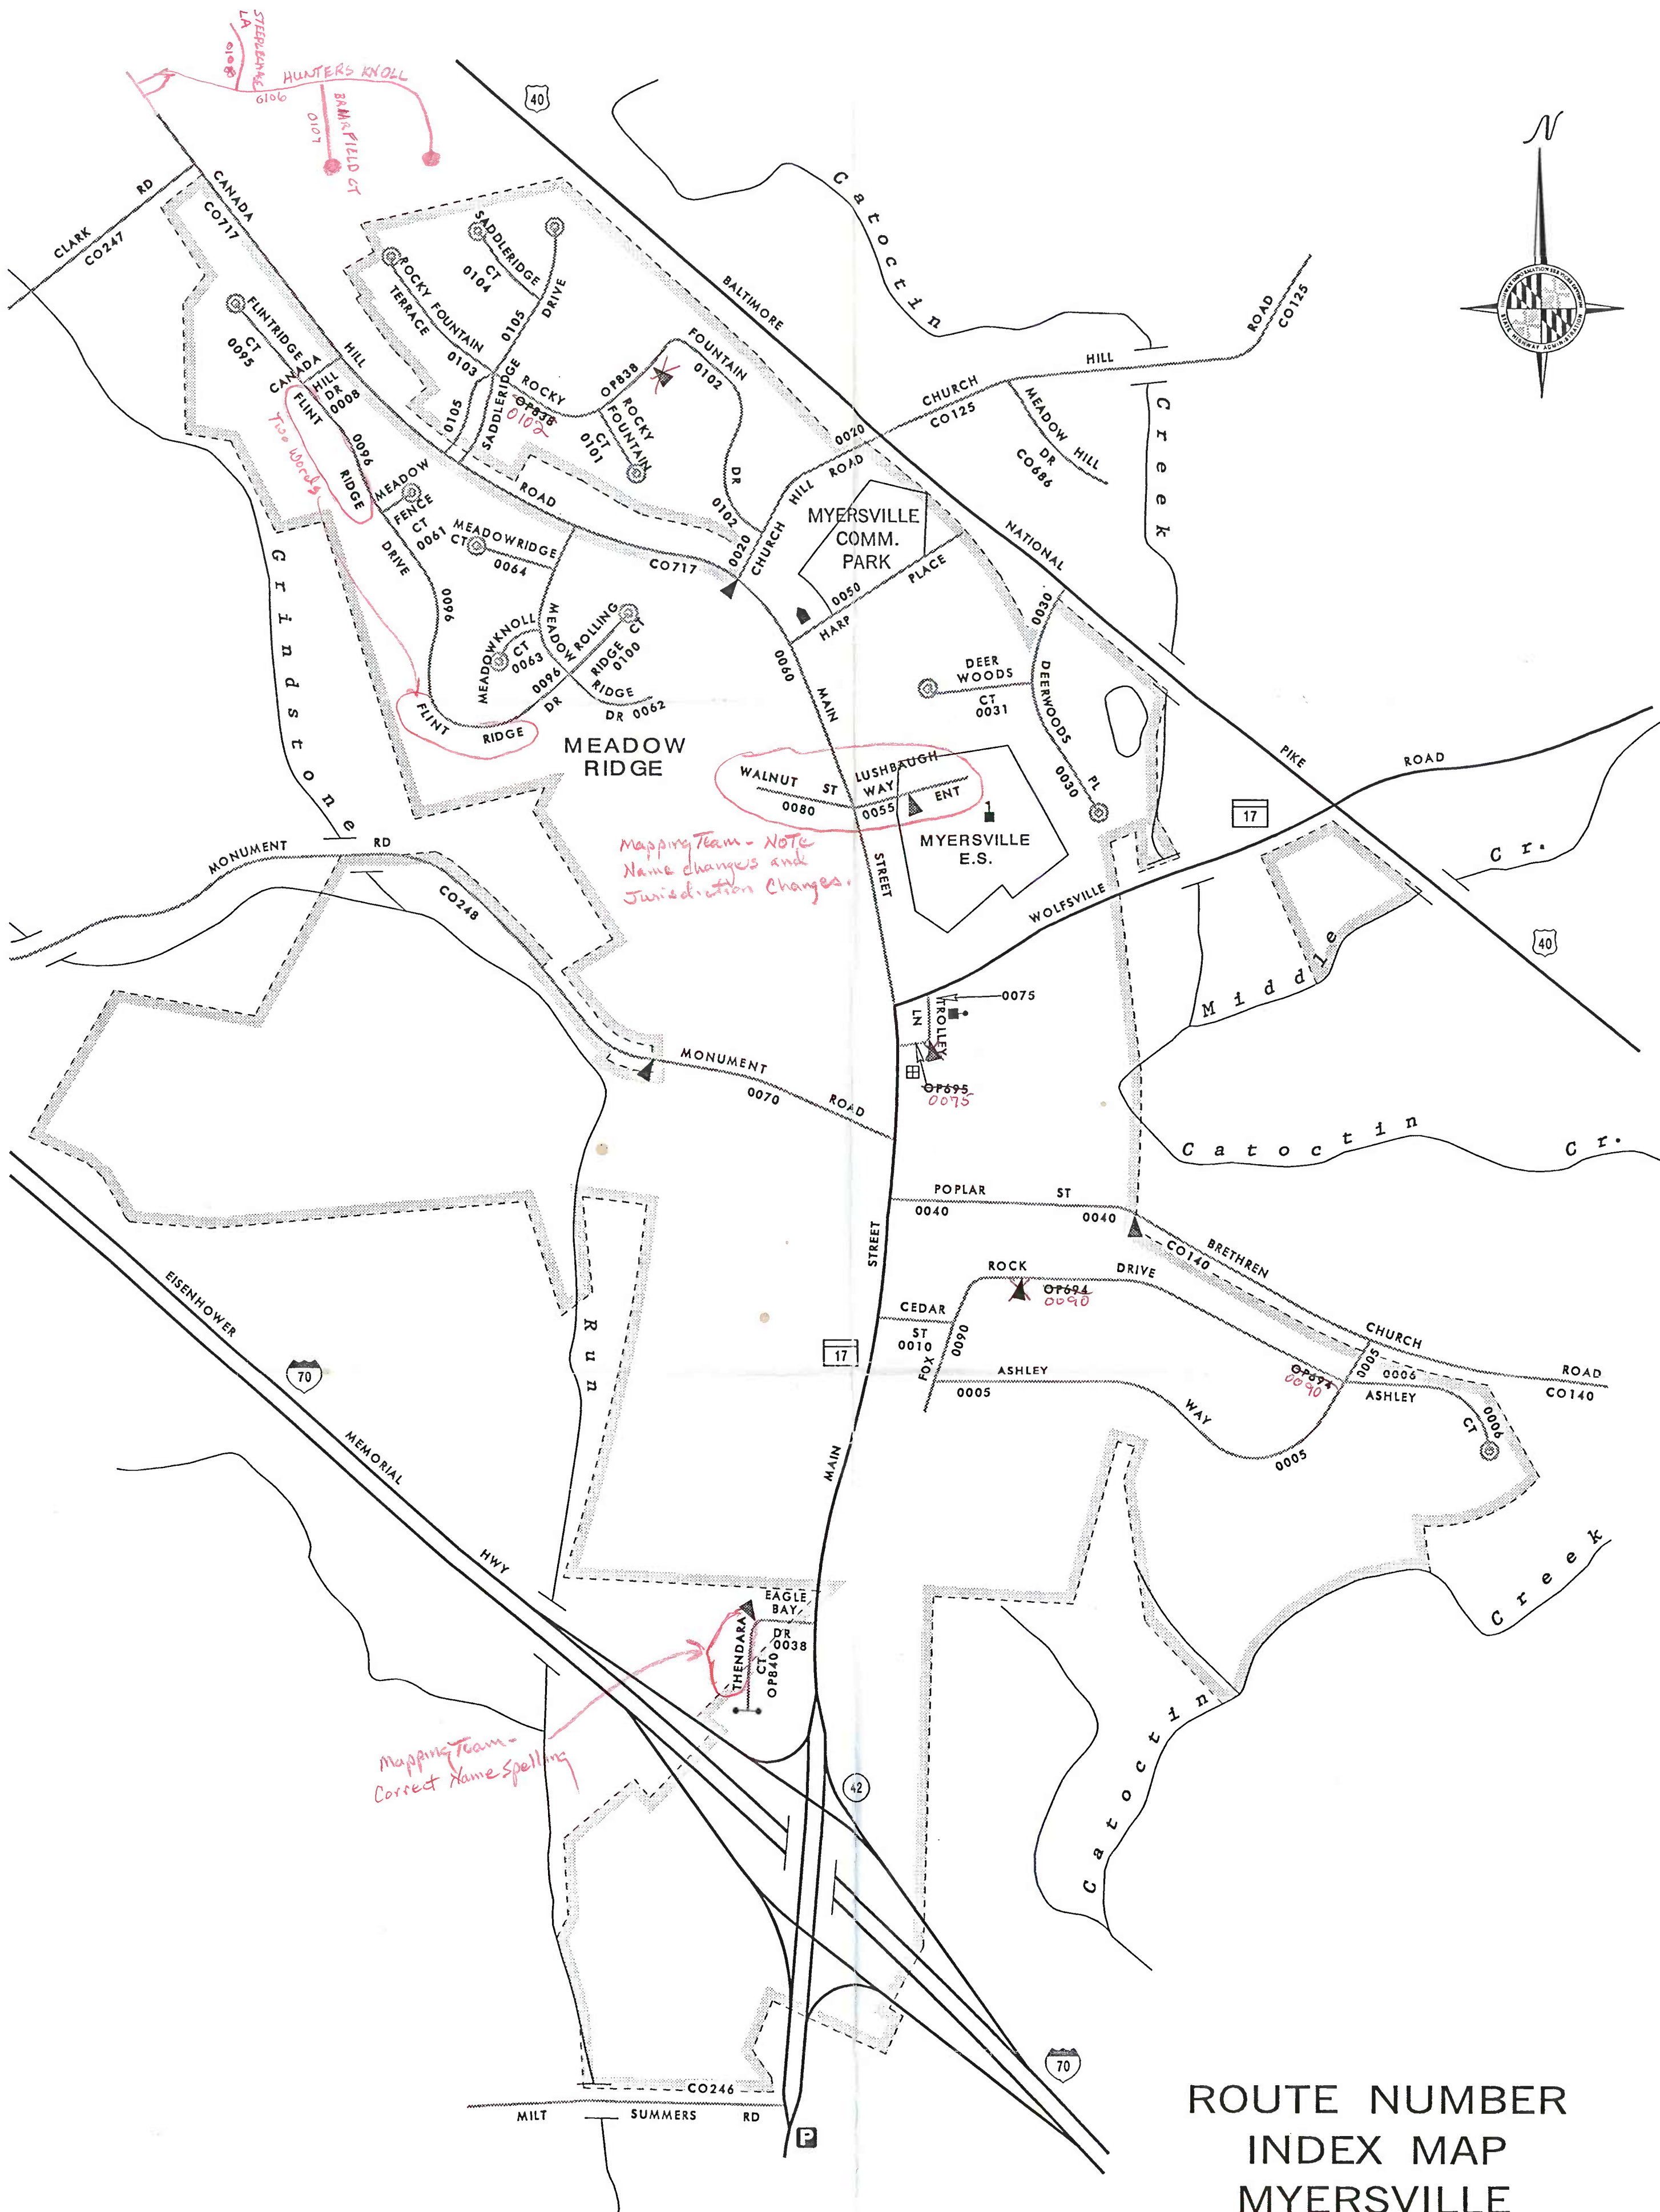 STEEPLECHASE
LA
0108
HUNTERS KNOLL
0106
0107
40
N
CLARK RD
CO247
CANADA
CO717
HILL
ROAD
CO717
SADDLERIDGE
CT
0104
ROCKY FOUNTAIN
TERRACE
0103
0105
DRIVE
SADDLERIDGE
0105
ROCKY
OP838
0102
OP838
FOUNTAIN
0102
DR
0102
ROCKY
FOUNTAIN
CT
0101
FLINTRIDGE
CT
0095
CANADA
HILL
DR
0008
FLINT
RIDGE
0096
Two Words
MEADOW
FENCE
CT
0061
DRIVE
0096
MEADOWRIDGE
CT
0064
MEADOWKNOLL
CT
0063
MEADOW
RIDGE
DR 0062
ROLLING
RIDGE
CT
0100
0096
DR
FLINT
RIDGE
MEADOW
RIDGE
BALTIMORE
NATIONAL
PIKE
Catoctin
Creek
CHURCH
HILL
ROAD
CO125
CO125
0020
MEADOW HILL
DR
CO686
CHURCH HILL ROAD
0020
MYERSVILLE
COMM.
PARK
0050
HARP PLACE
0060
MAIN
STREET
0030
DEER
WOODS
CT
0031
DEERWOODS
PL
0030
WALNUT ST
0080
LUSHBAUGH
WAY
0055
ENT
1
MYERSVILLE
E.S.
Mapping Team - NOTE
Name changes and
Jurisdiction Changes.
17
ROAD
WOLFSVILLE
Cr.
Middle
40
Grindstone
Run
MONUMENT RD
CO248
MONUMENT
0070
ROAD
0075
TROLLEY
LN
OP695
0075
Catoctin Cr.
POPLAR ST
0040
0040
CO140
BRETHREN
CHURCH
ROAD
CO140
STREET
ROCK DRIVE
OP694
0090
CEDAR
ST
0010
FOX
0090
ASHLEY
0005
WAY
0005
OP694
0090
0005
0006
ASHLEY
0006
CT
17
MAIN
EISENHOWER
MEMORIAL
HWY
70
EAGLE
BAY
DR
0038
THENDARA
CT
OP840
Mapping Team -
Correct Name Spelling
42
Catoctin
Creek
Catoctin
70
CO246
MILT SUMMERS RD
P
ROUTE NUMBER
INDEX MAP
MYERSVILLE